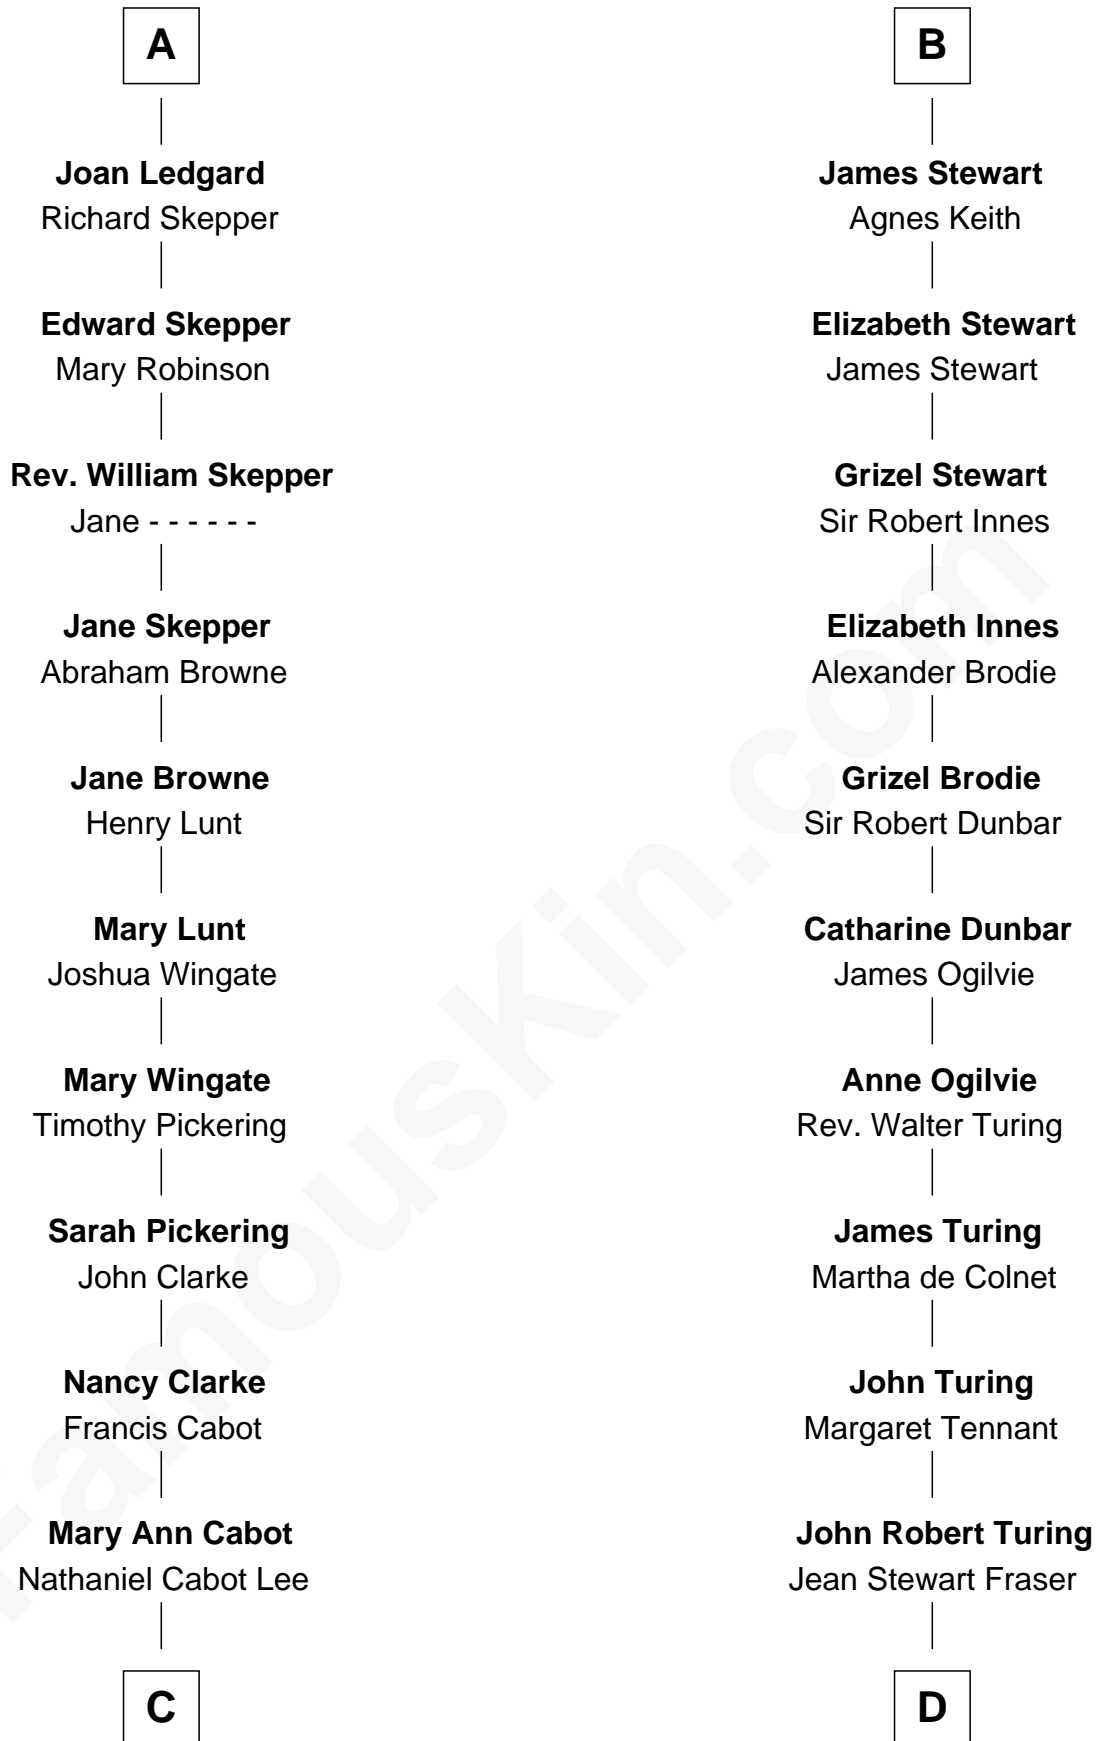 A
Joan Ledgard
Richard Skepper
Edward Skepper
Mary Robinson
Rev. William Skepper
Jane - - - - - -
Jane Skepper
Abraham Browne
Jane Browne
Henry Lunt
Mary Lunt
Joshua Wingate
Mary Wingate
Timothy Pickering
Sarah Pickering
John Clarke
Nancy Clarke
Francis Cabot
Mary Ann Cabot
Nathaniel Cabot Lee
C
B
James Stewart
Agnes Keith
Elizabeth Stewart
James Stewart
Grizel Stewart
Sir Robert Innes
Elizabeth Innes
Alexander Brodie
Grizel Brodie
Sir Robert Dunbar
Catharine Dunbar
James Ogilvie
Anne Ogilvie
Rev. Walter Turing
James Turing
Martha de Colnet
John Turing
Margaret Tennant
John Robert Turing
Jean Stewart Fraser
D
FamousKin.com